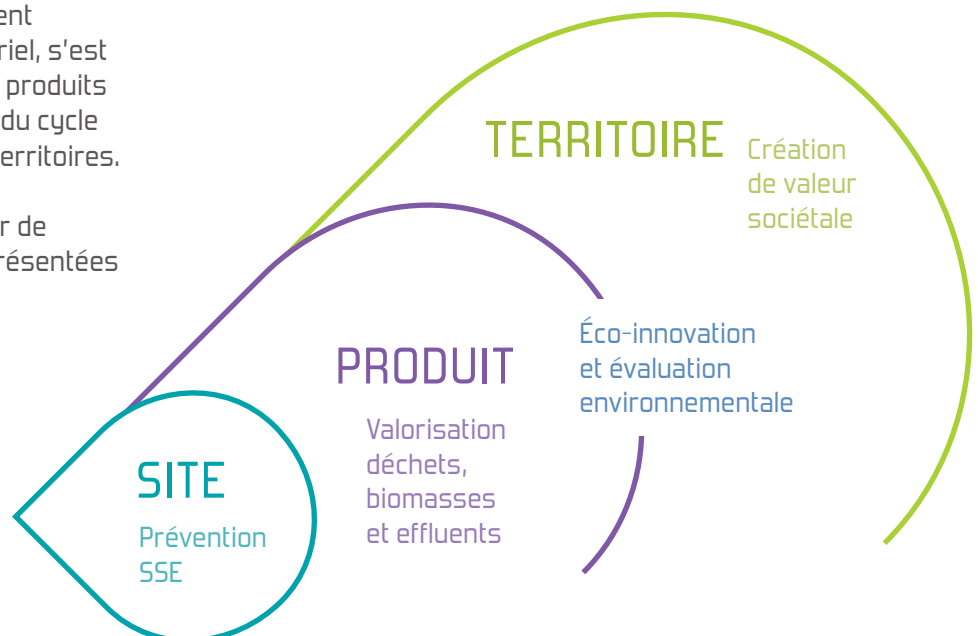 ent
riel, s'est
produits
du cycle
erritoires.
r de
résentées
TERRITOIRE
Création
de valeur
sociétale
PRODUIT
Valorisation
déchets,
biomasses
et effluents
Éco-innovation
et évaluation
environnementale
SITE
Prévention
SSE